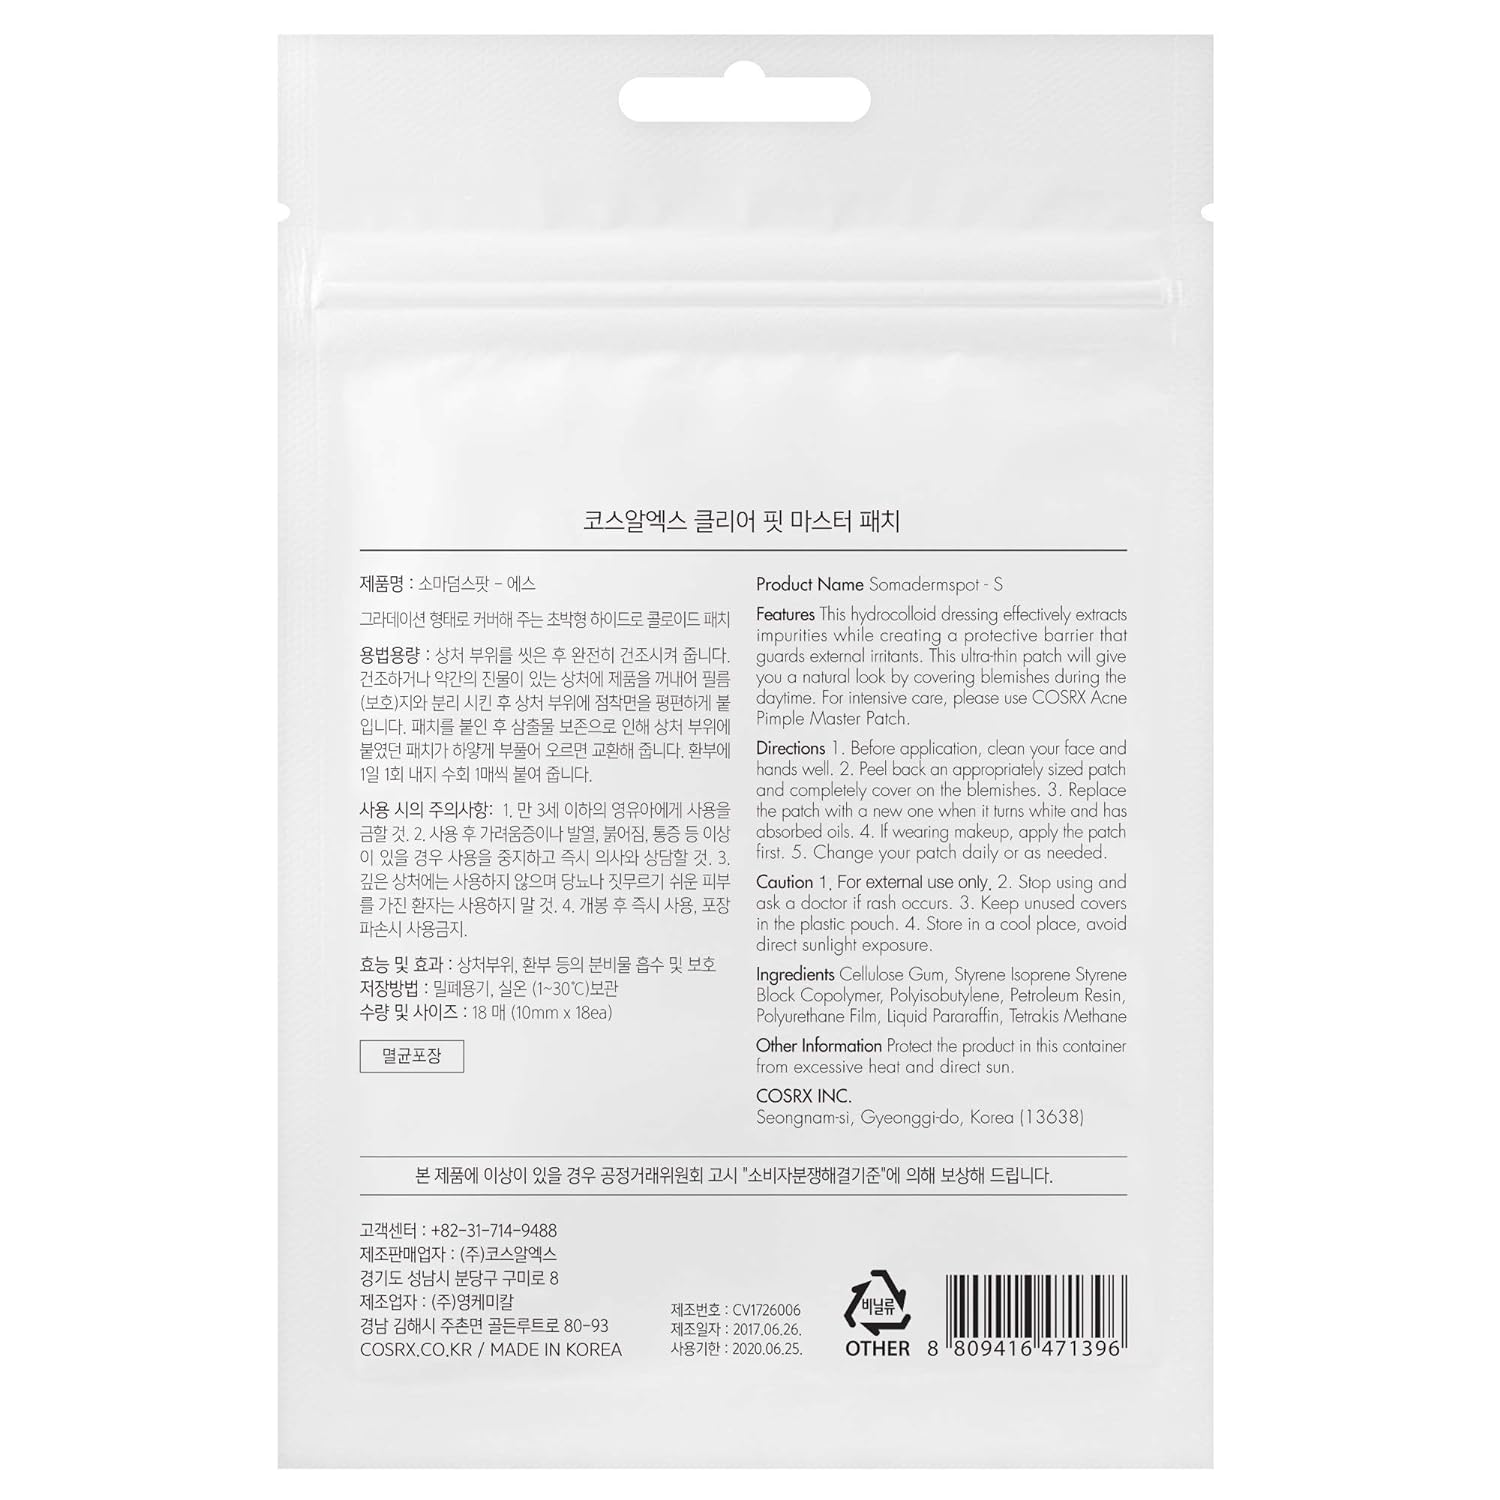 코스알엑스 클리어 핏 마스터 패치
제품명 : 소마덤스팟 - 에스
그라데이션 형태로 커버해 주는 초박형 하이드로 콜로이드 패치
용법용량 : 상처 부위를 씻은 후 완전히 건조시켜 줍니다.
건조하거나 약간의 진물이 있는 상처에 제품을 꺼내어 필름
(보호)지와 분리 시킨 후 상처 부위에 점착면을 평편하게 붙
입니다. 패치를 붙인 후 삼출물 보존으로 인해 상처 부위에
붙였던 패치가 하얗게 부풀어 오르면 교환해 줍니다. 환부에
1일 1회 내지 수회 1매씩 붙여 줍니다.
사용 시의 주의사항: 1. 만 3세 이하의 영유아에게 사용을
금할 것. 2. 사용 후 가려움증이나 발열, 붉어짐, 통증 등 이상
이 있을 경우 사용을 중지하고 즉시 의사와 상담할 것. 3.
깊은 상처에는 사용하지 않으며 당뇨나 짓무르기 쉬운 피부
를 가진 환자는 사용하지 말 것. 4. 개봉 후 즉시 사용, 포장
파손시 사용금지.
효능 및 효과 : 상처부위, 환부 등의 분비물 흡수 및 보호
저장방법 : 밀폐용기, 실온 (1~30℃)보관
수량 및 사이즈 : 18 매 (10mm x 18ea)
멸균포장
Product Name Somadermspot - S
Features This hydrocolloid dressing effectively extracts
impurities while creating a protective barrier that
guards external irritants. This ultra-thin patch will give
you a natural look by covering blemishes during the
daytime. For intensive care, please use COSRX Acne
Pimple Master Patch.
Directions 1. Before application, clean your face and
hands well. 2. Peel back an appropriately sized patch
and completely cover on the blemishes. 3. Replace
the patch with a new one when it turns white and has
absorbed oils. 4. If wearing makeup, apply the patch
first. 5. Change your patch daily or as needed.
Caution 1. For external use only. 2. Stop using and
ask a doctor if rash occurs. 3. Keep unused covers
in the plastic pouch. 4. Store in a cool place, avoid
direct sunlight exposure.
Ingredients Cellulose Gum, Styrene Isoprene Styrene
Block Copolymer, Polyisobutylene, Petroleum Resin,
Polyurethane Film, Liquid Pararaffin, Tetrakis Methane
Other Information Protect the product in this container
from excessive heat and direct sun.
COSRX INC.
Seongnam-si, Gyeonggi-do, Korea (13638)
본 제품에 이상이 있을 경우 공정거래위원회 고시 "소비자분쟁해결기준"에 의해 보상해 드립니다.
고객센터 : +82-31-714-9488
제조판매업자 : (주)코스알엑스
경기도 성남시 분당구 구미로 8
제조업자 : (주)영케미칼
경남 김해시 주촌면 골든루트로 80-93
COSRX.CO.KR / MADE IN KOREA
제조번호 : CV1726006
제조일자 : 2017.06.26.
사용기한 : 2020.06.25.
비닐류
OTHER
8 809416 471396